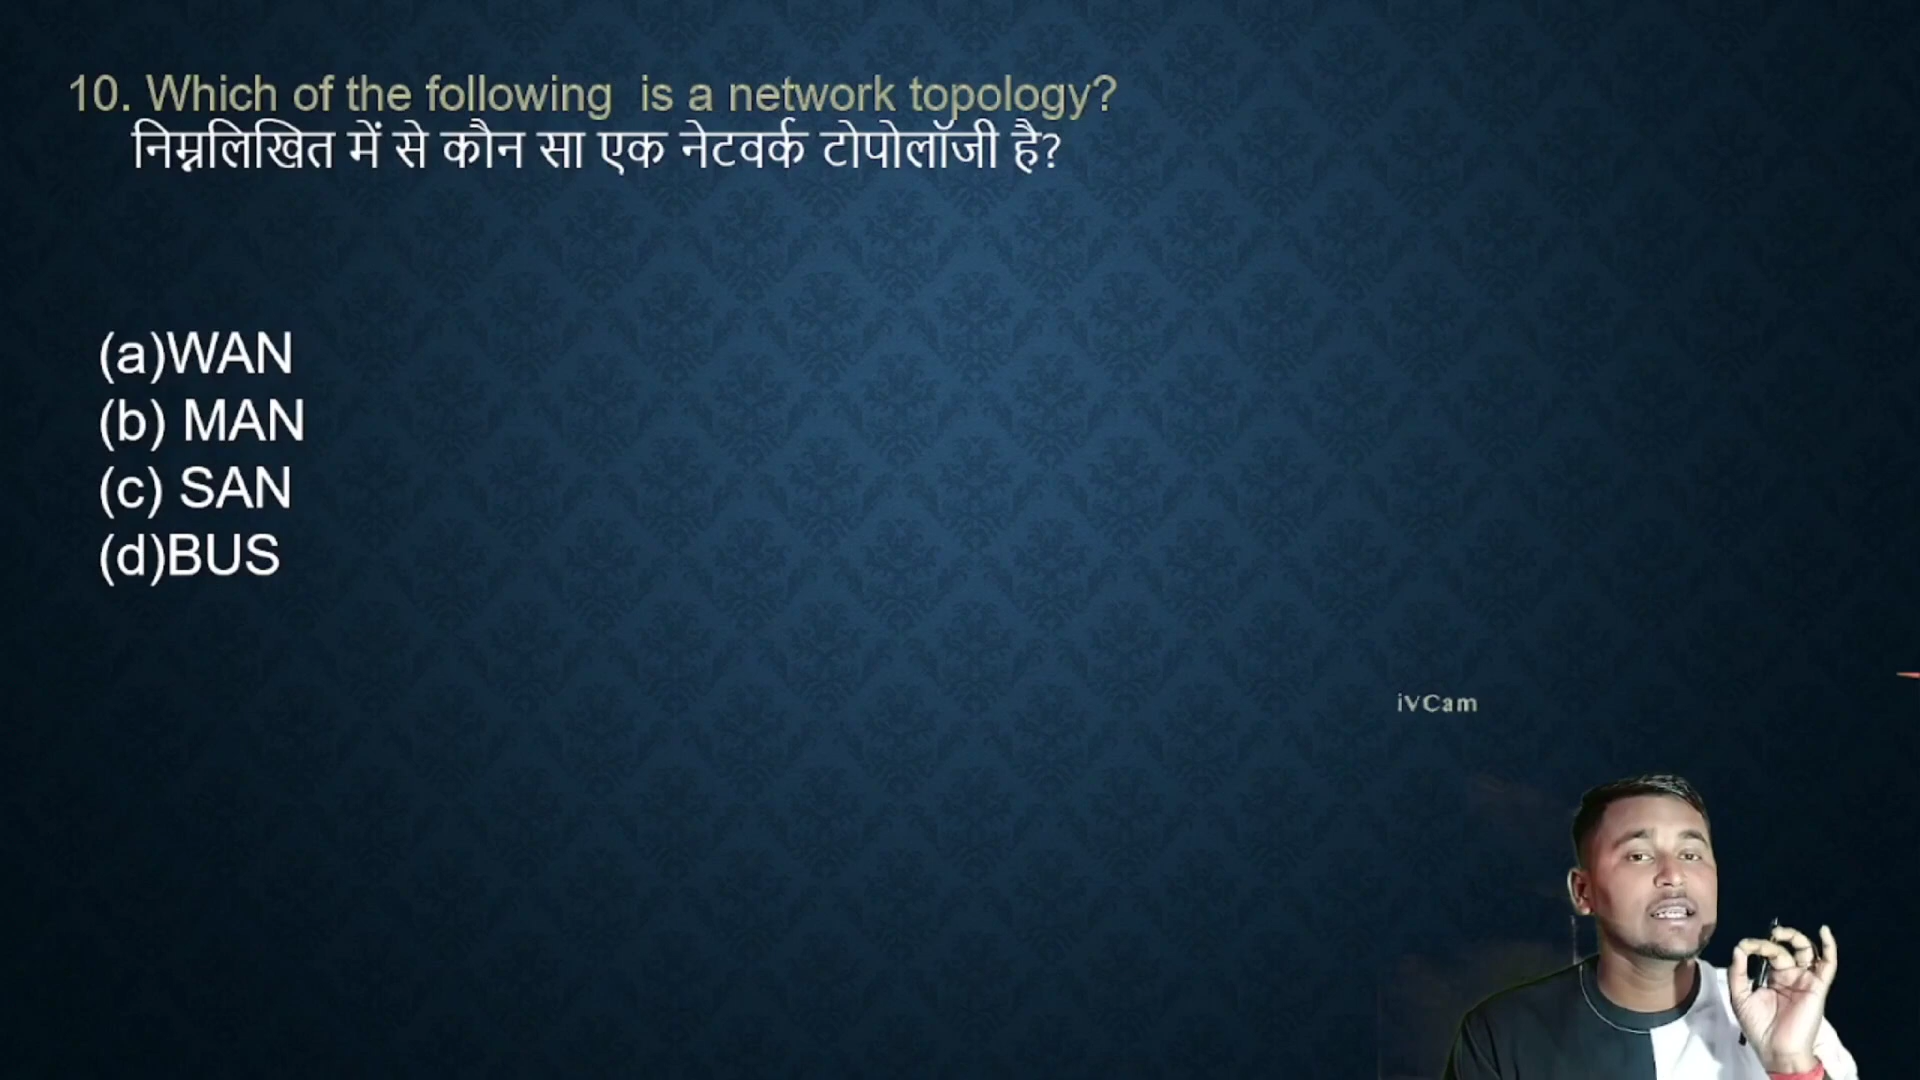 10. Which of the following  is a network topology?
निम्नलिखित में से कौन सा एक नेटवर्क टोपोलॉजी है?
(a)WAN
(b) MAN
(c) SAN
(d)BUS
iVCam